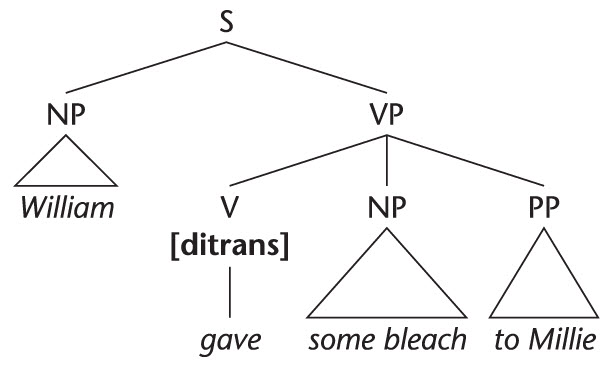 S
NP VP
William V NP PP
[ditrans]
gave some bleach to Millie